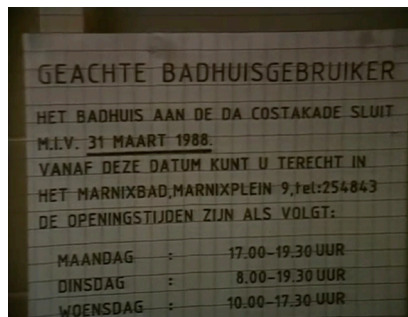 GEACHTE BADHUISGEBRUIKER
HET BADHUIS AAN DE DA COSTAKADE SLUIT
M.I.V. 31 MAART 1988.
VANAF DEZE DATUM KUNT U TERECHT IN
HET MARNIXBAD,MARNIXPLEIN 9,tel:254843
DE OPENINGSTIJDEN ZIJN ALS VOLGT:
MAANDAG : 17.00-19.30 UUR
DINSDAG : 8.00-19.30 UUR
WOENSDAG : 10.00-17.30 UUR